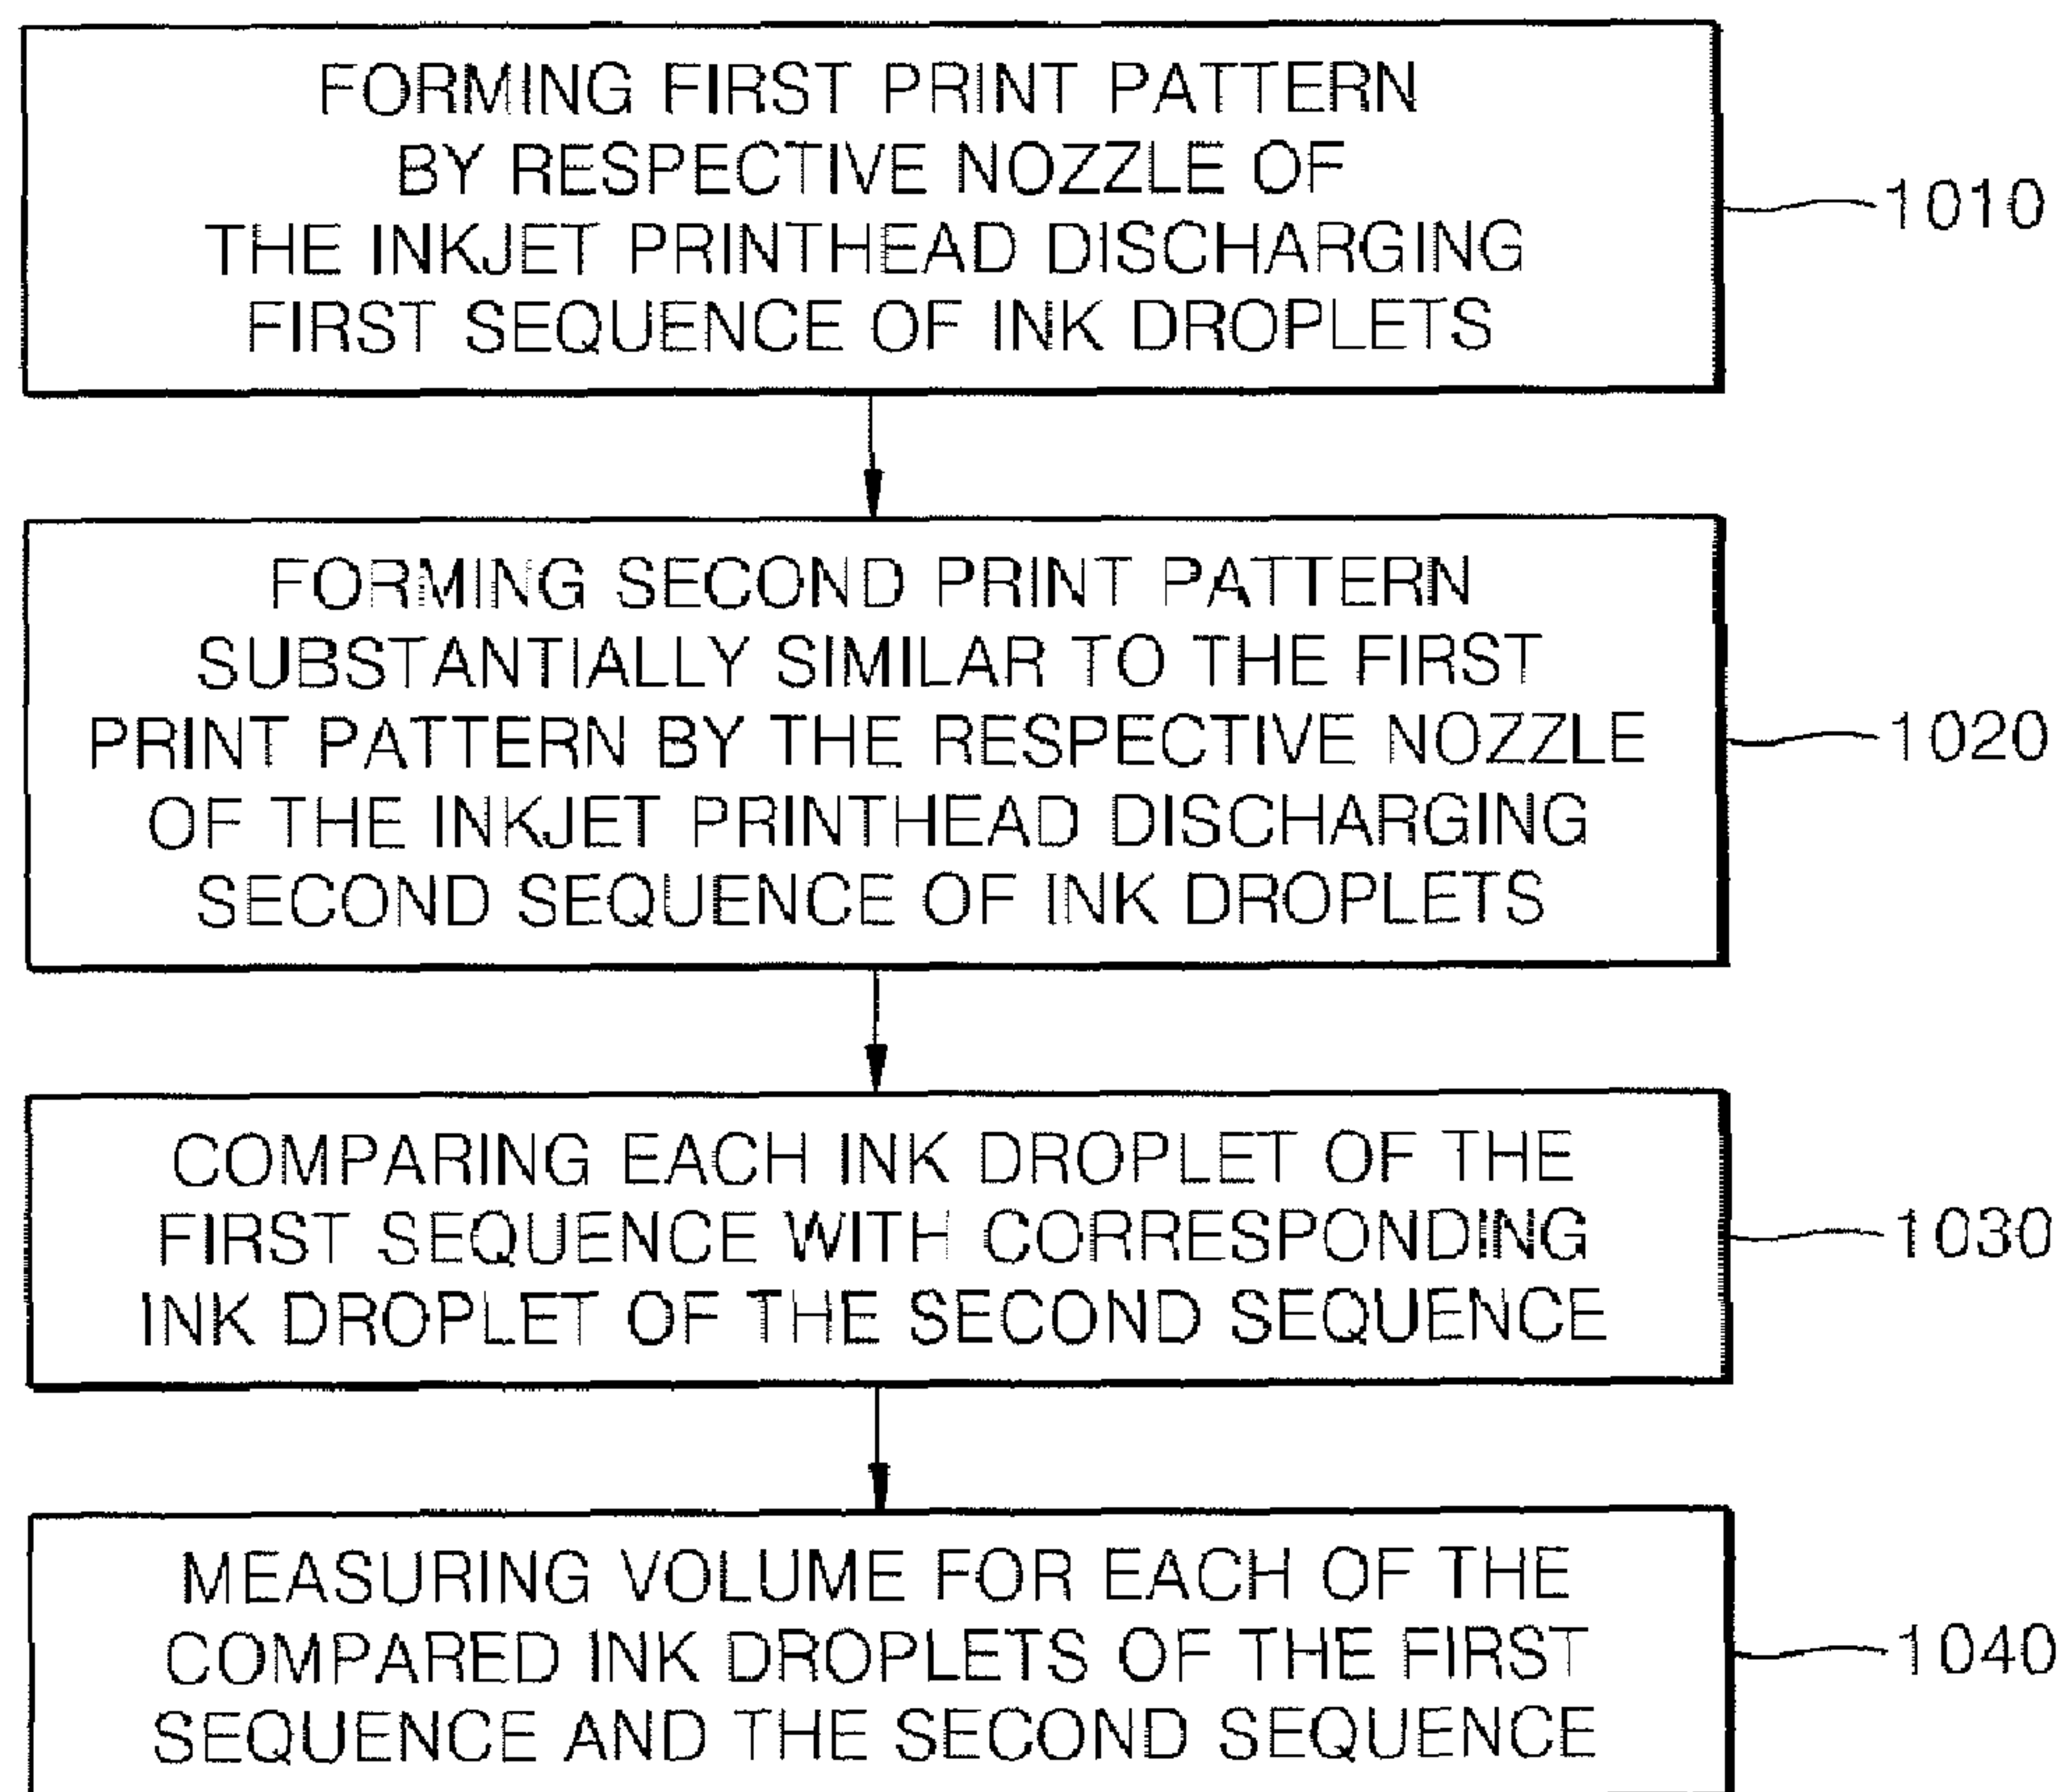 FORMING FIRST PRINT PATTERN
BY RESPECTIVE NOZZLE OF
THE INKJET PRINTHEAD DISCHARGING
FIRST SEQUENCE OF INK DROPLETS
1010
FORMING SECOND PRINT PATTERN
SUBSTANTIALLY SIMILAR TO THE FIRST
PRINT PATTERN BY THE RESPECTIVE NOZZLE
OF THE INKJET PRINTHEAD DISCHARGING
SECOND SEQUENCE OF INK DROPLETS
1020
COMPARING EACH INK DROPLET OF THE
FIRST SEQUENCE WITH CORRESPONDING
INK DROPLET OF THE SECOND SEQUENCE
1030
MEASURING VOLUME FOR EACH OF THE
COMPARED INK DROPLETS OF THE FIRST
SEQUENCE AND THE SECOND SEQUENCE
1040